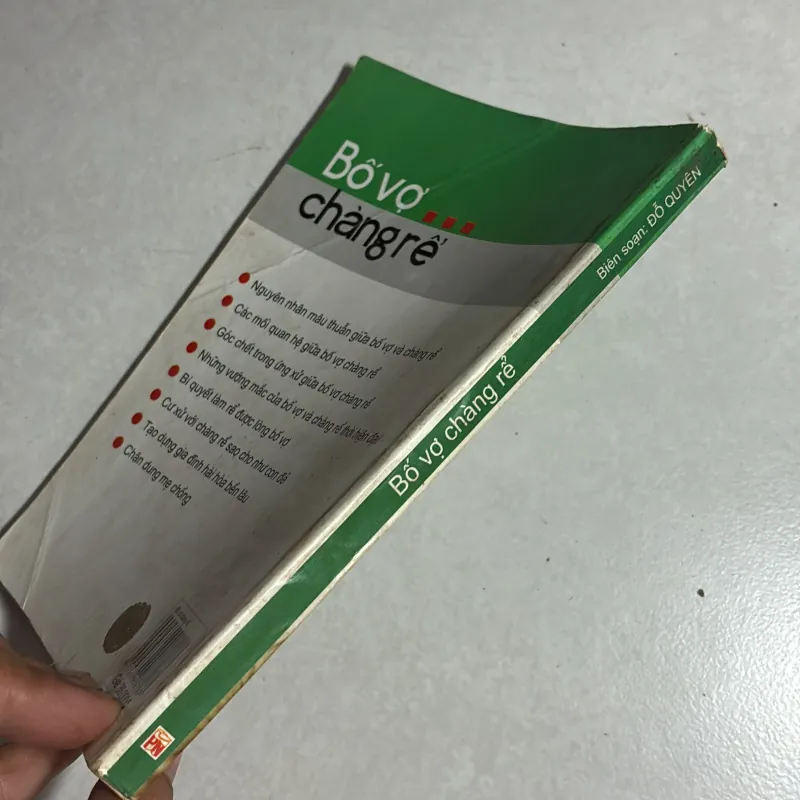 Bố vợ...
chàng rể
Nguyên nhân mâu thuẫn giữa bố vợ và chàng rể
Các mối quan hệ giữa bố vợ chàng rể
Góc chết trong ứng xử giữa bố vợ chàng rể
Những vướng mắc của bố vợ và chàng rể thời hiện đại
Bí quyết làm rể được lòng bố vợ
Cư xử với chàng rể sao cho như con đẻ
Tạo dựng gia đình hài hòa bền lâu
Chân dung mẹ chồng
Biên soạn: ĐỖ QUYÊN
Bố vợ chàng rể